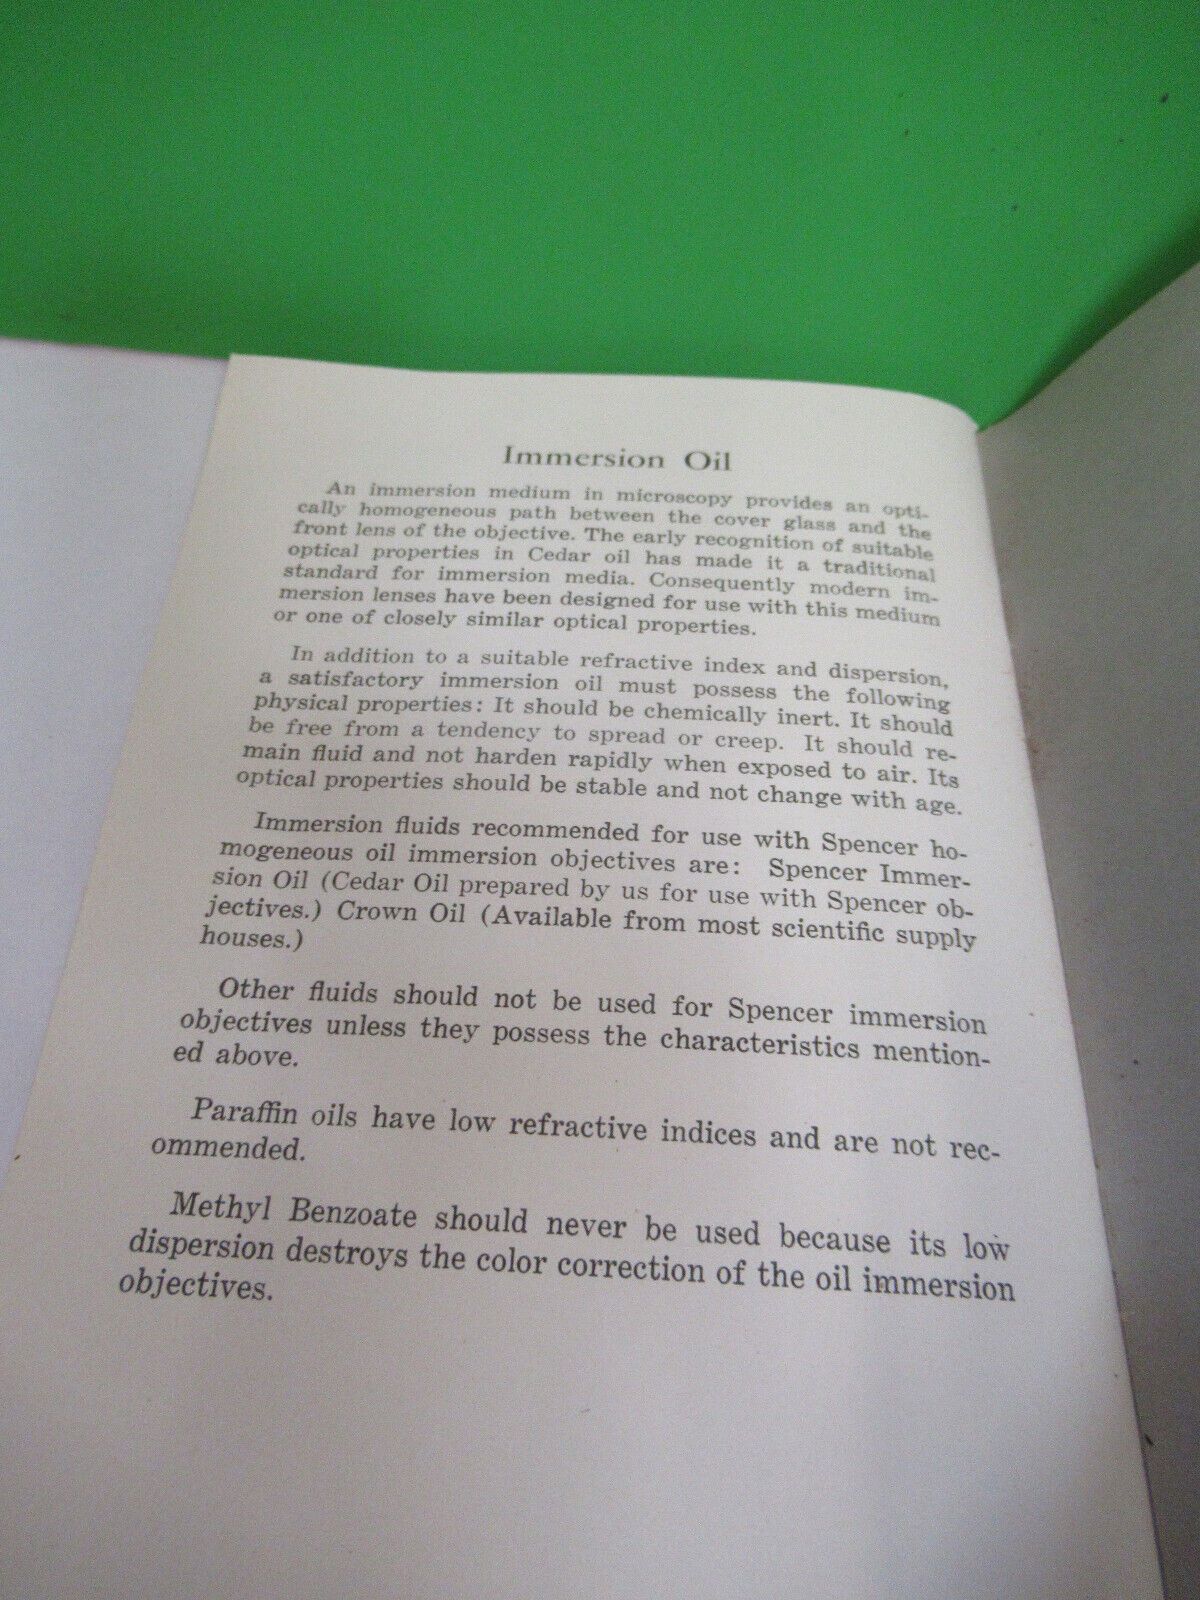 Immersion Oil
An immersion medium in microscopy provides an opti-
cally homogeneous path between the cover glass and the
front lens of the objective. The early recognition of suitable
optical properties in Cedar oil has made it a traditional
standard for immersion media. Consequently modern im-
mersion lenses have been designed for use with this medium
or one of closely similar optical properties.
In addition to a suitable refractive index and dispersion,
a satisfactory immersion oil must possess the following
physical properties: It should be chemically inert. It should
be free from a tendency to spread or creep. It should re-
main fluid and not harden rapidly when exposed to air. Its
optical properties should be stable and not change with age.
Immersion fluids recommended for use with Spencer ho-
mogeneous oil immersion objectives are: Spencer Immer-
sion Oil (Cedar Oil prepared by us for use with Spencer ob-
jectives.) Crown Oil (Available from most scientific supply
houses.)
Other fluids should not be used for Spencer immersion
objectives unless they possess the characteristics mention-
ed above.
Paraffin oils have low refractive indices and are not rec-
ommended.
Methyl Benzoate should never be used because its low
dispersion destroys the color correction of the oil immersion
objectives.